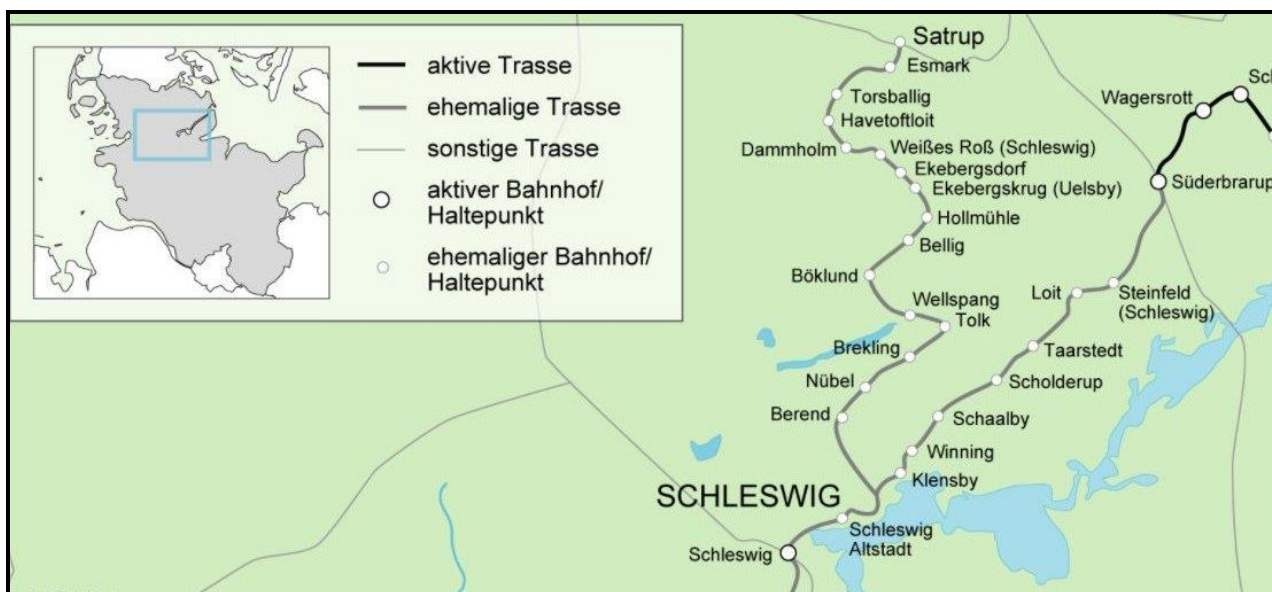 aktive Trasse
ehemalige Trasse
sonstige Trasse
aktiver Bahnhof/
Haltepunkt
ehemaliger Bahnhof/
Haltepunkt
Satrup
Esmark
Torsballig
Havetoftloit
Dammholm
Weißes Roß (Schleswig)
Ekebergsdorf
Ekebergskrug (Uelsby)
Hollmühle
Bellig
Böklund
Wellspang
Tolk
Brekling
Nübel
Berend
Wagersrott
Süderbrarup
Steinfeld
(Schleswig)
Loit
Taarstedt
Scholderup
Schaalby
Winning
Klensby
SCHLESWIG
Schleswig
Altstadt
Schleswig